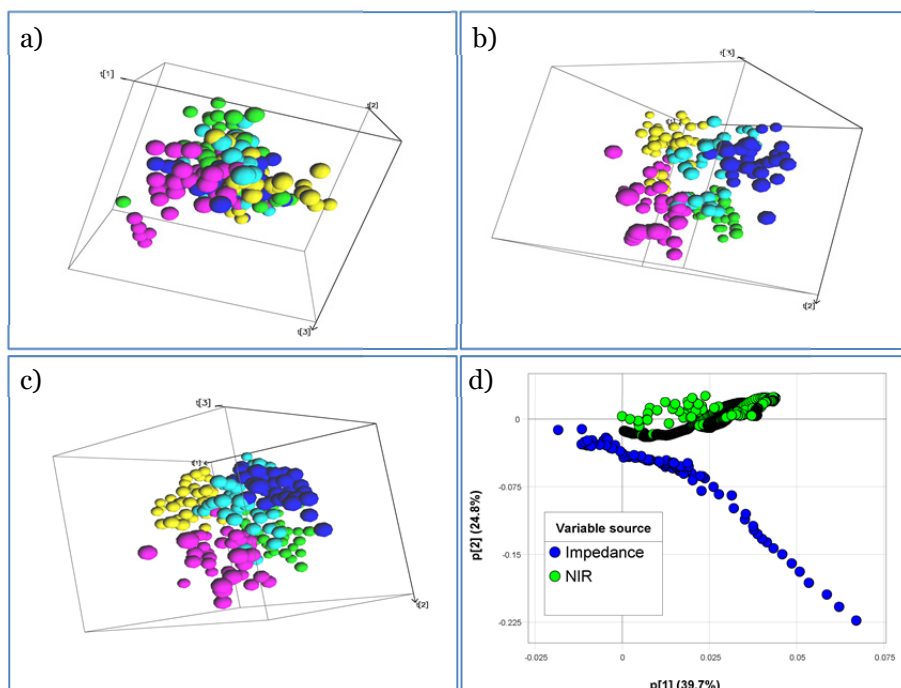 a)
t[1]
t[2]
t[3]
b)
t[3]
t[2]
c)
t[3]
t[1]
t[2]
d)
0
-0.075
-0.15
-0.225
p[2] (24.8%)
Variable source
Impedance
NIR
-0.025
0
0.025
0.05
0.075
p[1] (39.7%)